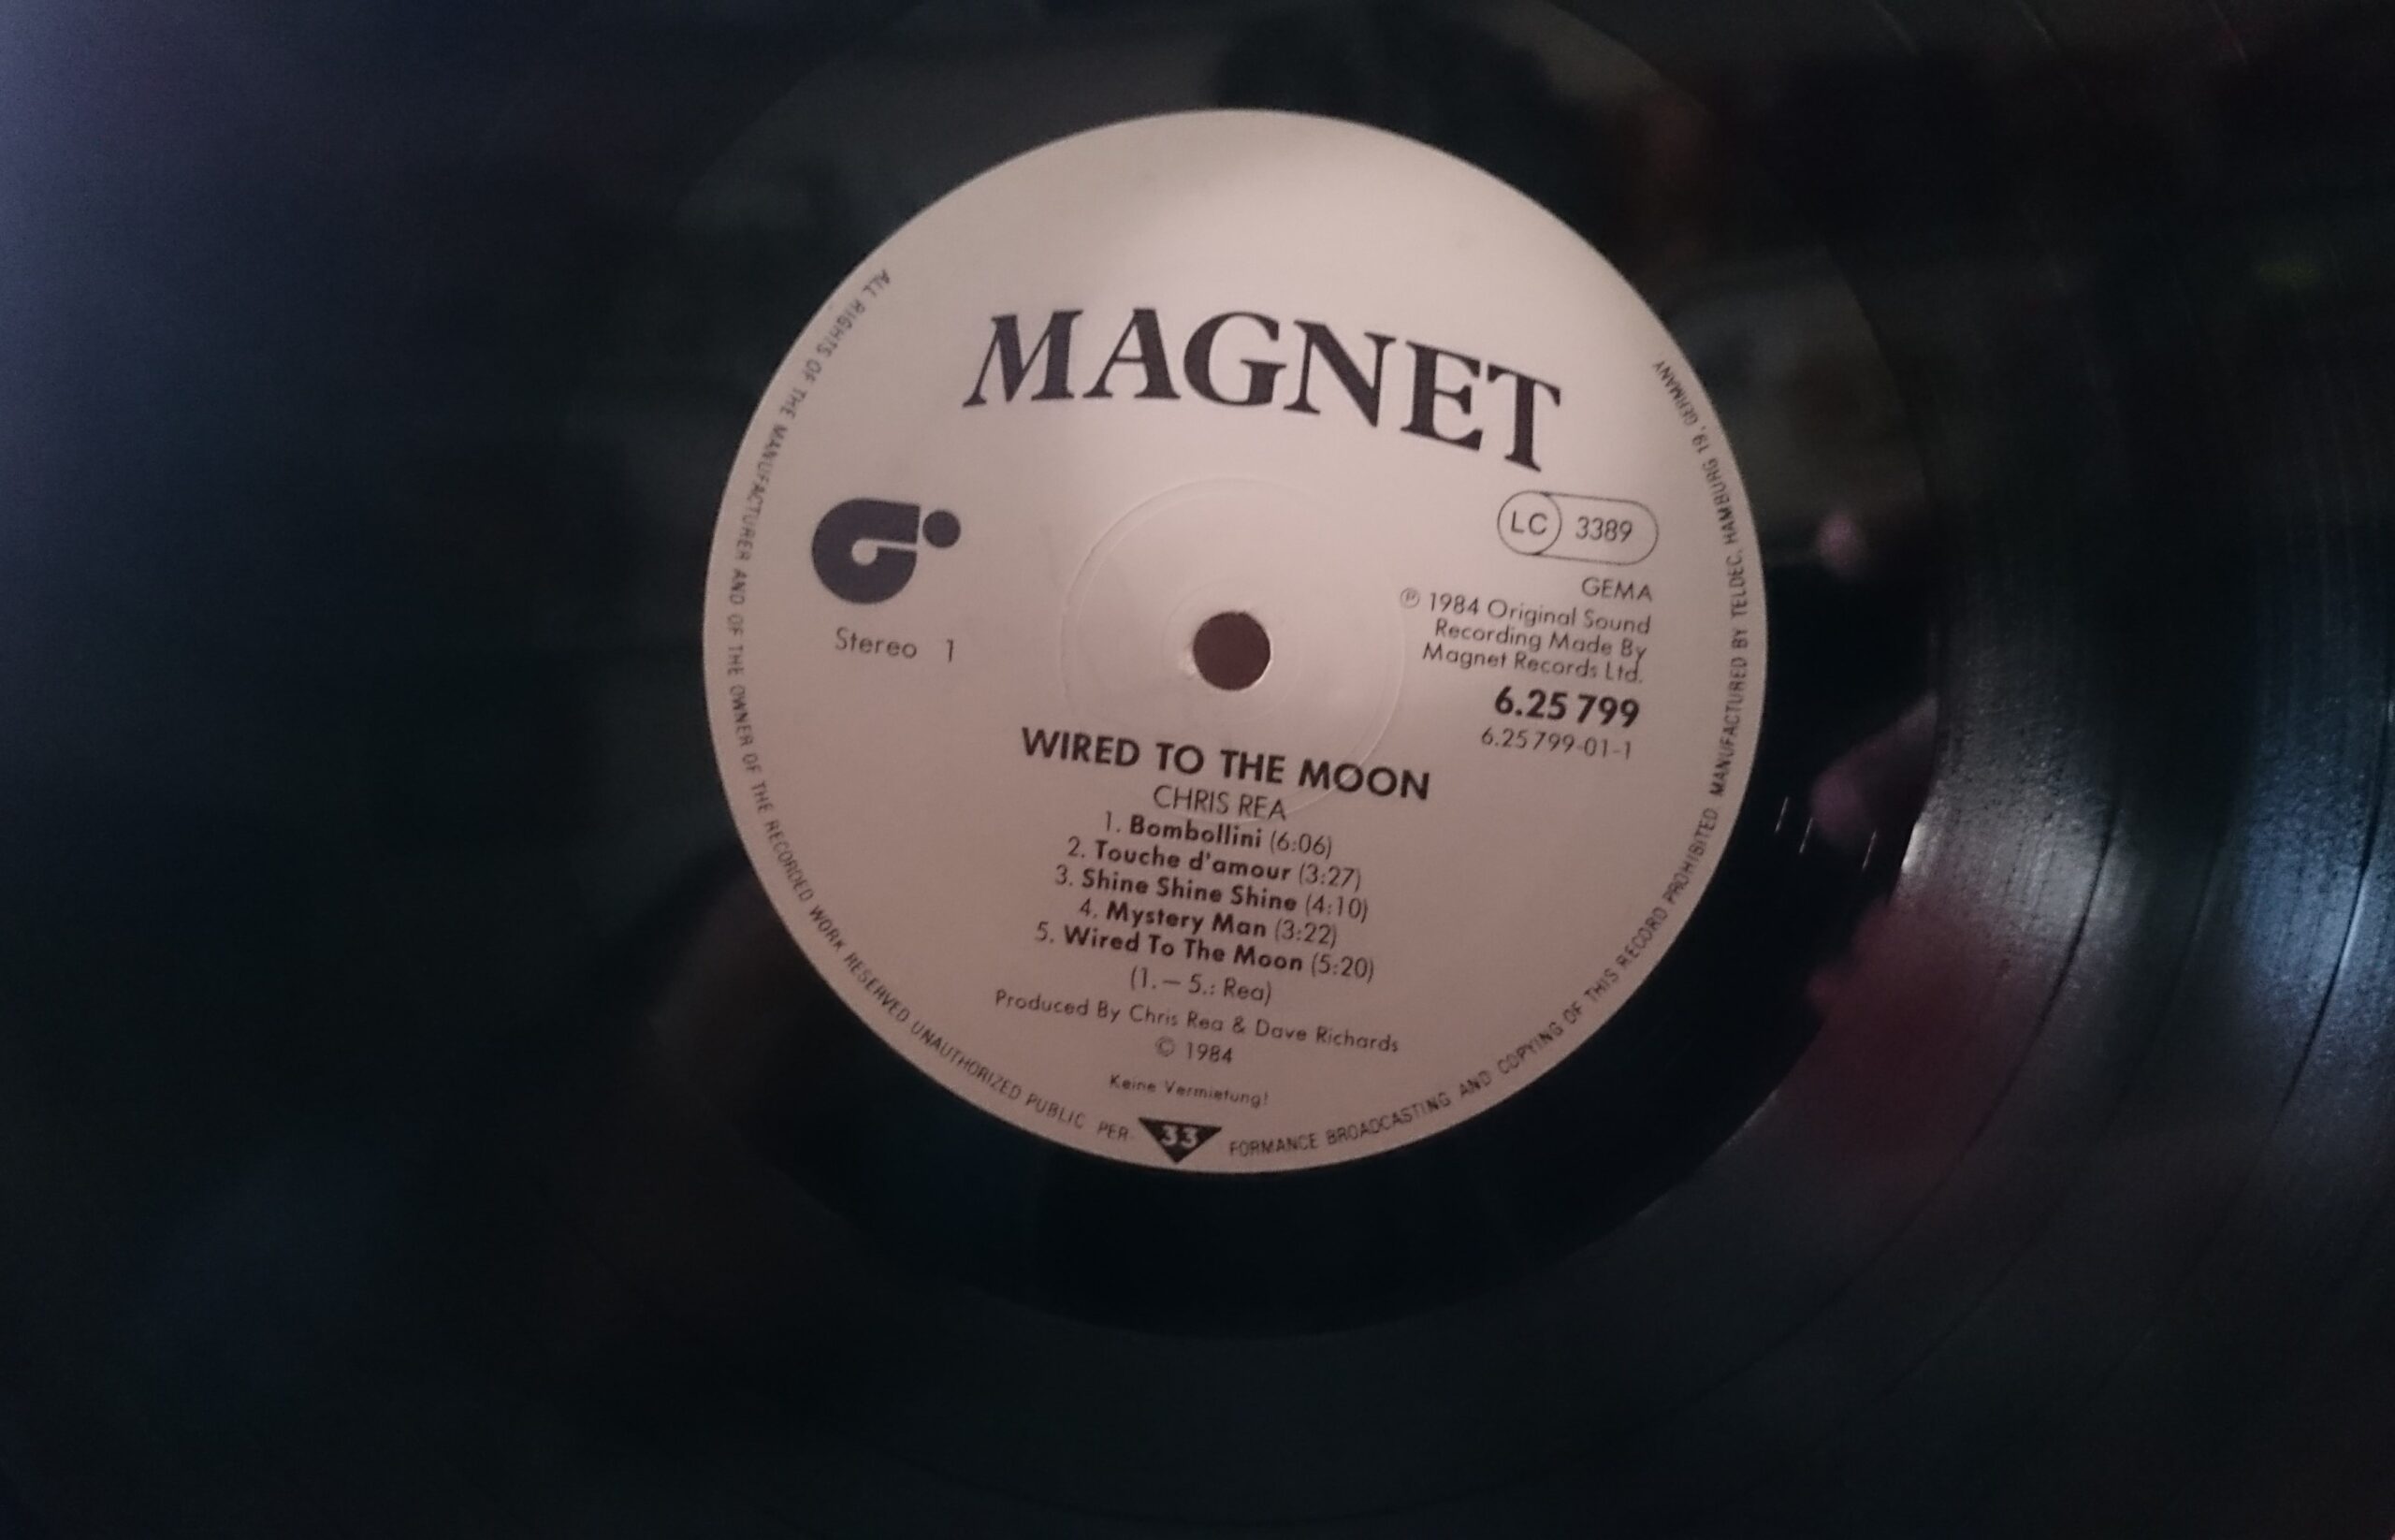 MAGNET
LC 3389
GEMA
℗ 1984 Original Sound
Recording Made By
Magnet Records Ltd.
6.25 799
6.25 799-01-1
Stereo 1
WIRED TO THE MOON
CHRIS REA
1. Bombollini (6:06)
2. Touche d'amour (3:27)
3. Shine Shine Shine (4:10)
4. Mystery Man (3:22)
5. Wired To The Moon (5:20)
(1.– 5.: Rea)
Produced By Chris Rea & Dave Richards
© 1984
Keine Vermietung!
33
ALL RIGHTS OF THE MANUFACTURER AND OF THE OWNER OF THE RECORDED WORK RESERVED UNAUTHORIZED PUBLIC PER-FORMANCE BROADCASTING AND COPYING OF THIS RECORD PROHIBITED MANUFACTURED BY TELDEC, HAMBURG 19, GERMANY